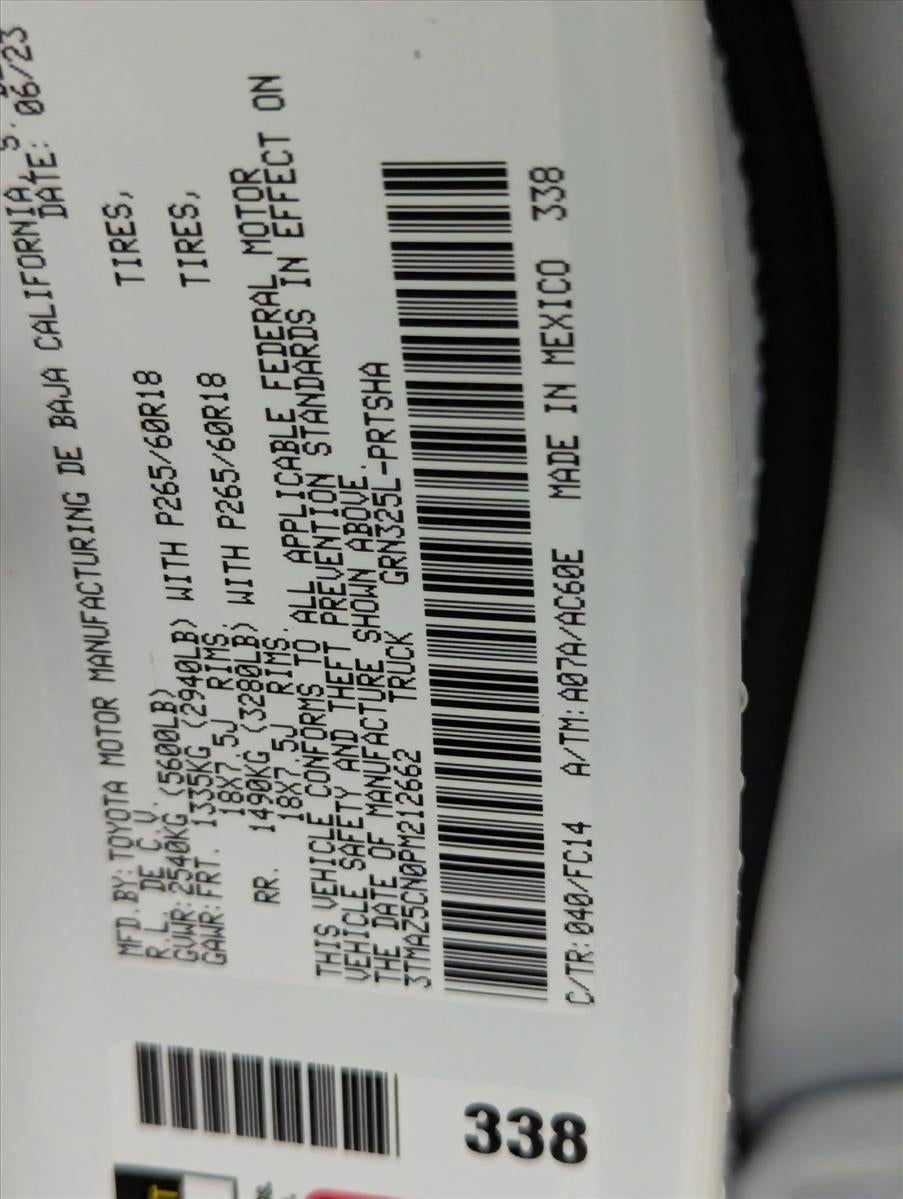 MFD.BY:TOYOTA MOTOR MANUFACTURING DE BAJA CALIFORNIA, S.
R.L. DE C.V. DATE: 06/23
GVWR:2540KG (5600LB)
GAWR:FRT. 1335KG (2940LB) WITH P265/60R18 TIRES,
18X7.5J RIMS.
RR. 1490KG (3280LB) WITH P265/60R18 TIRES,
18X7.5J RIMS.
THIS VEHICLE CONFORMS TO ALL APPLICABLE FEDERAL MOTOR
VEHICLE SAFETY AND THEFT PREVENTION STANDARDS IN EFFECT ON
THE DATE OF MANUFACTURE SHOWN ABOVE.
3TMAZ5CN0PM212662 TRUCK GRN325L-PRTSHA
C/TR:040/FC14 A/TM:A07A/AC60E MADE IN MEXICO 338
338